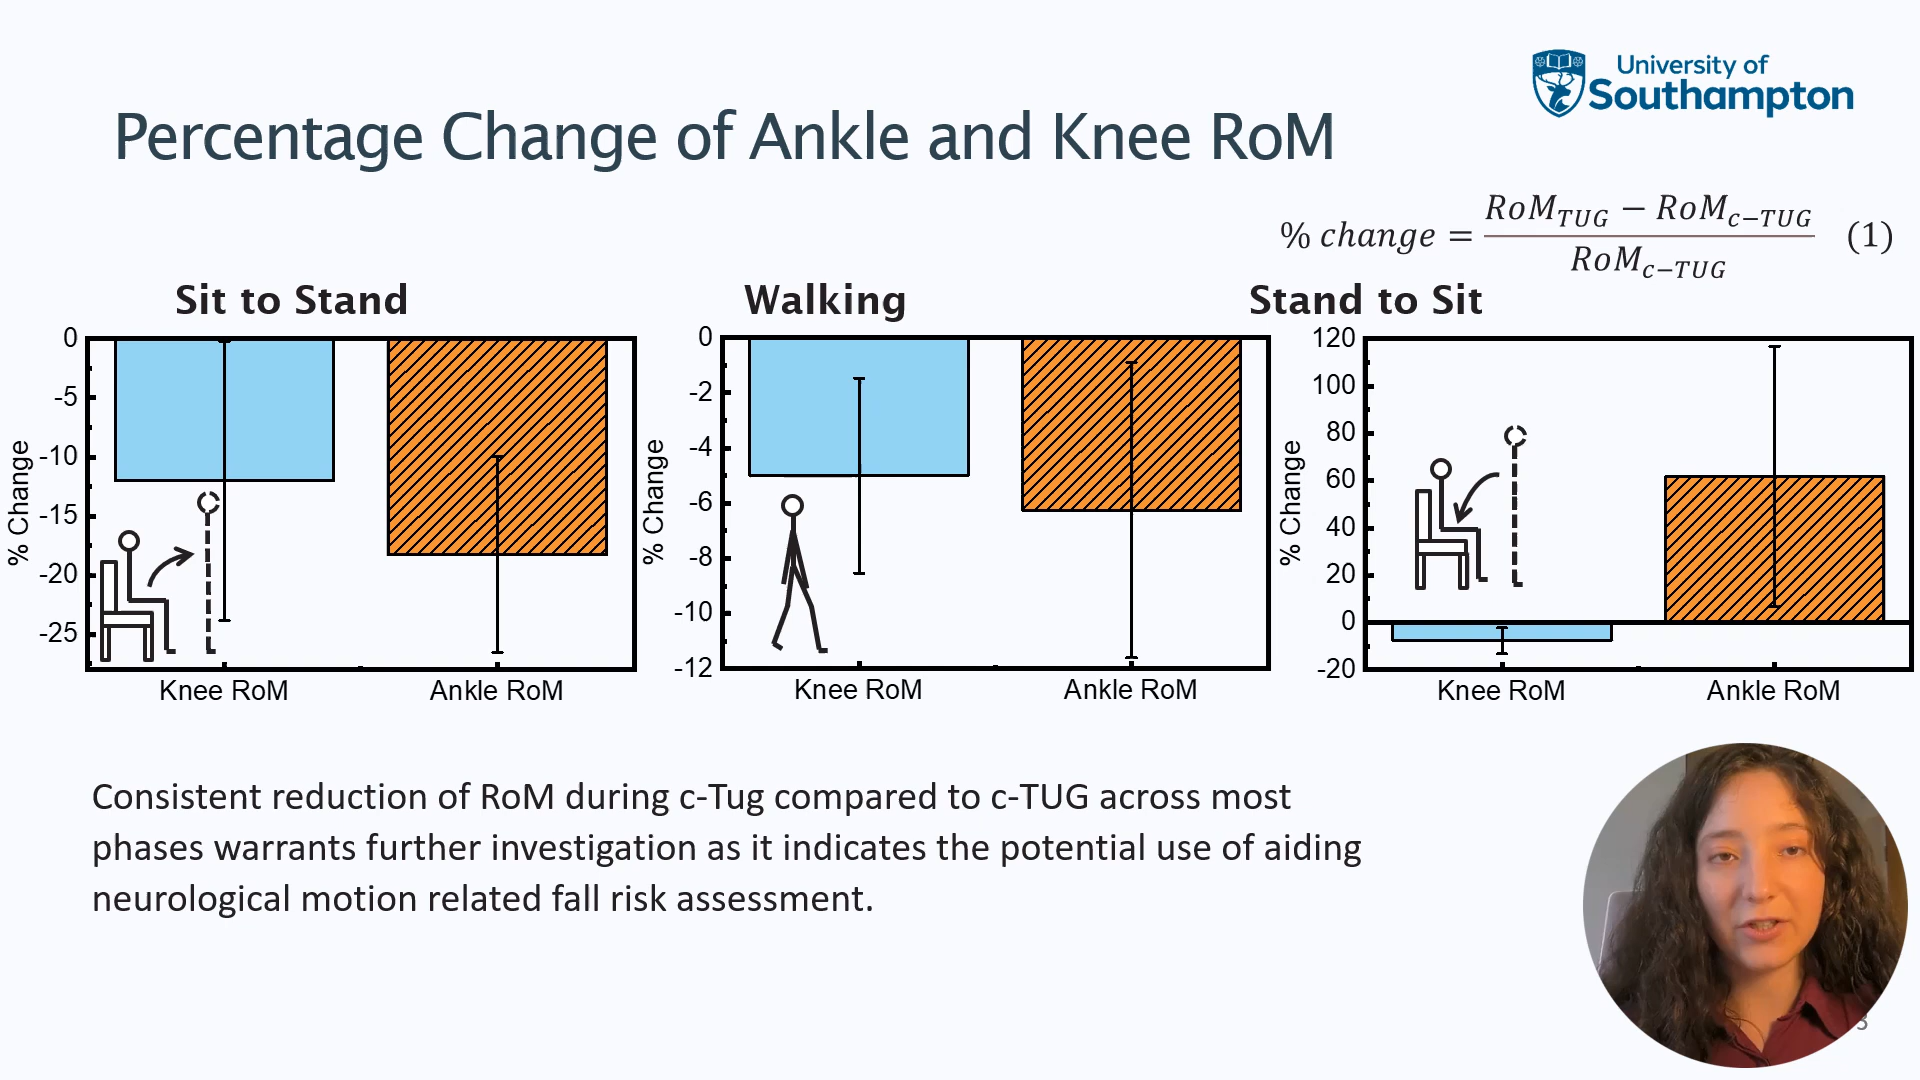 University of
Southampton
Percentage Change of Ankle and Knee RoM
% change = (RoM_TUG − RoM_c−TUG) / RoM_c−TUG (1)
Sit to Stand
Walking
Stand to Sit
0
-5
-10
-15
-20
-25
% Change
Knee RoM
Ankle RoM
0
-2
-4
-6
-8
-10
-12
% Change
Knee RoM
Ankle RoM
120
100
80
60
40
20
0
-20
% Change
Knee RoM
Ankle RoM
Consistent reduction of RoM during c-Tug compared to c-TUG across most
phases warrants further investigation as it indicates the potential use of aiding
neurological motion related fall risk assessment.